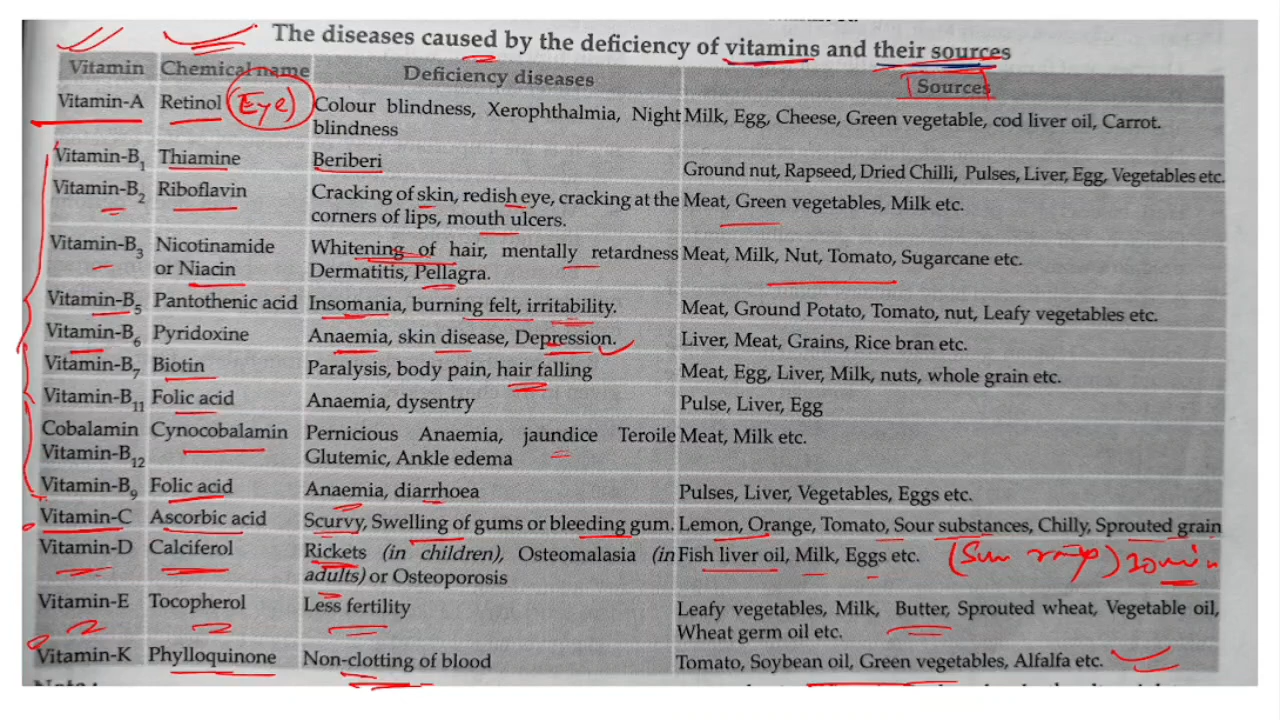 The diseases caused by the deficiency of vitamins and their sources
Vitamin Chemical name Deficiency diseases Sources
Vitamin-A Retinol (Eye) Colour blindness, Xerophthalmia, Night Milk, Egg, Cheese, Green vegetable, cod liver oil, Carrot.
blindness
Vitamin-B1 Thiamine Beriberi Ground nut, Rapseed, Dried Chilli, Pulses, Liver, Egg, Vegetables etc.
Vitamin-B2 Riboflavin Cracking of skin, redish eye, cracking at the Meat, Green vegetables, Milk etc.
corners of lips, mouth ulcers.
Vitamin-B3 Nicotinamide Whitening of hair, mentally retardness Meat, Milk, Nut, Tomato, Sugarcane etc.
or Niacin Dermatitis, Pellagra.
Vitamin-B5 Pantothenic acid Insomania, burning felt, irritability. Meat, Ground Potato, Tomato, nut, Leafy vegetables etc.
Vitamin-B6 Pyridoxine Anaemia, skin disease, Depression. Liver, Meat, Grains, Rice bran etc.
Vitamin-B7 Biotin Paralysis, body pain, hair falling Meat, Egg, Liver, Milk, nuts, whole grain etc.
Vitamin-B11 Folic acid Anaemia, dysentry Pulse, Liver, Egg
Cobalamin Cynocobalamin Pernicious Anaemia, jaundice Teroile Meat, Milk etc.
Vitamin-B12 Glutemic, Ankle edema
Vitamin-B9 Folic acid Anaemia, diarrhoea Pulses, Liver, Vegetables, Eggs etc.
Vitamin-C Ascorbic acid Scurvy, Swelling of gums or bleeding gum. Lemon, Orange, Tomato, Sour substances, Chilly, Sprouted grain
Vitamin-D Calciferol Rickets (in children), Osteomalasia (in Fish liver oil, Milk, Eggs etc. (Sun rays) 20min
adults) or Osteoporosis
Vitamin-E Tocopherol Less fertility Leafy vegetables, Milk, Butter, Sprouted wheat, Vegetable oil,
Wheat germ oil etc.
Vitamin-K Phylloquinone Non-clotting of blood Tomato, Soybean oil, Green vegetables, Alfalfa etc.